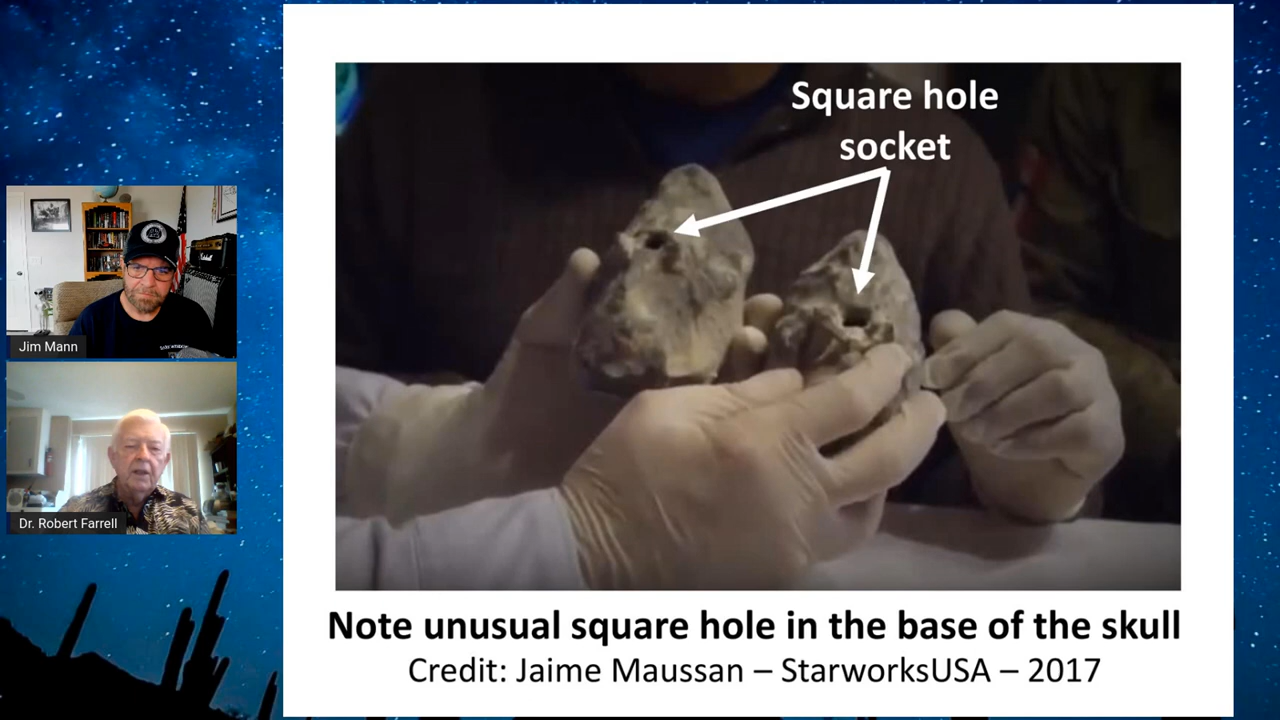 Square hole
socket
Jim Mann
Dr. Robert Farrell
Note unusual square hole in the base of the skull
Credit: Jaime Maussan – StarworksUSA – 2017